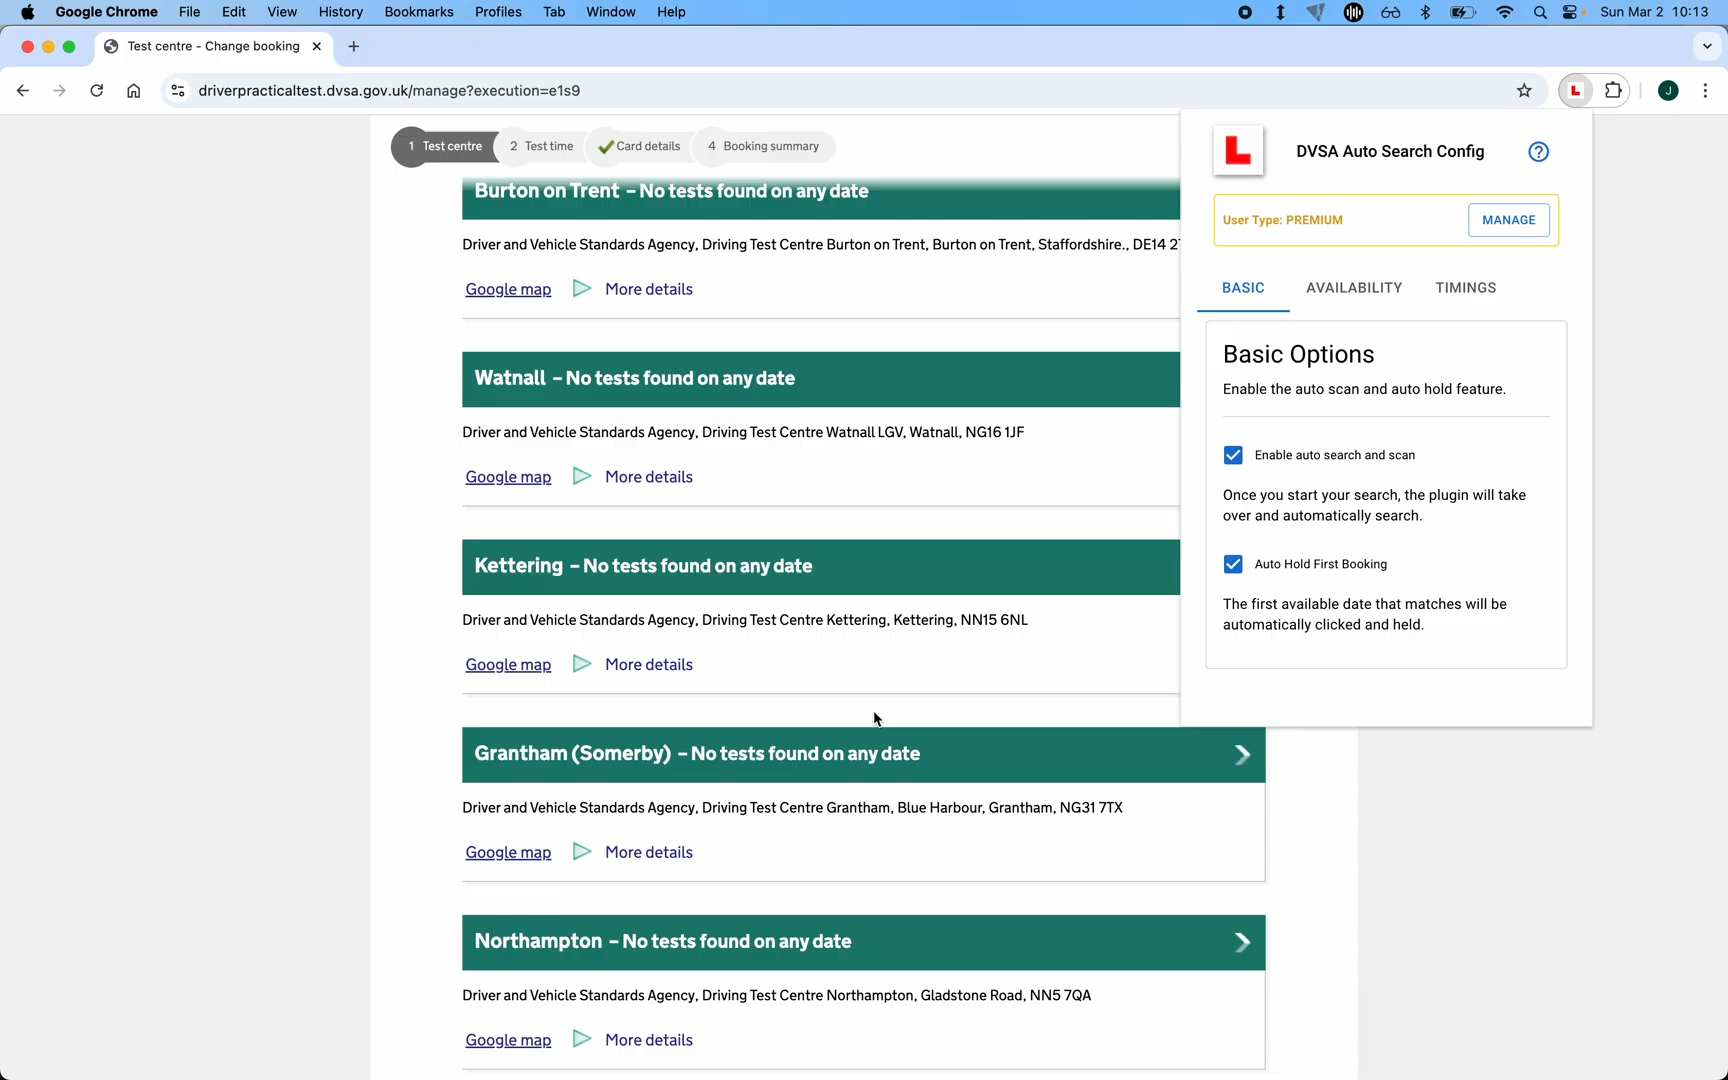 Google Chrome File Edit View History Bookmarks Profiles Tab Window Help Sun Mar 2 10:13
Test centre - Change booking
driverpracticaltest.dvsa.gov.uk/manage?execution=e1s9
L
J
1 Test centre
2 Test time
Card details
4 Booking summary
Burton on Trent – No tests found on any date
Driver and Vehicle Standards Agency, Driving Test Centre Burton on Trent, Burton on Trent, Staffordshire., DE14 2
Google map More details
Watnall – No tests found on any date
Driver and Vehicle Standards Agency, Driving Test Centre Watnall LGV, Watnall, NG16 1JF
Google map More details
Kettering – No tests found on any date
Driver and Vehicle Standards Agency, Driving Test Centre Kettering, Kettering, NN15 6NL
Google map More details
Grantham (Somerby) – No tests found on any date
Driver and Vehicle Standards Agency, Driving Test Centre Grantham, Blue Harbour, Grantham, NG31 7TX
Google map More details
Northampton – No tests found on any date
Driver and Vehicle Standards Agency, Driving Test Centre Northampton, Gladstone Road, NN5 7QA
Google map More details
L
DVSA Auto Search Config
?
User Type: PREMIUM
MANAGE
BASIC AVAILABILITY TIMINGS
Basic Options
Enable the auto scan and auto hold feature.
Enable auto search and scan
Once you start your search, the plugin will take
over and automatically search.
Auto Hold First Booking
The first available date that matches will be
automatically clicked and held.